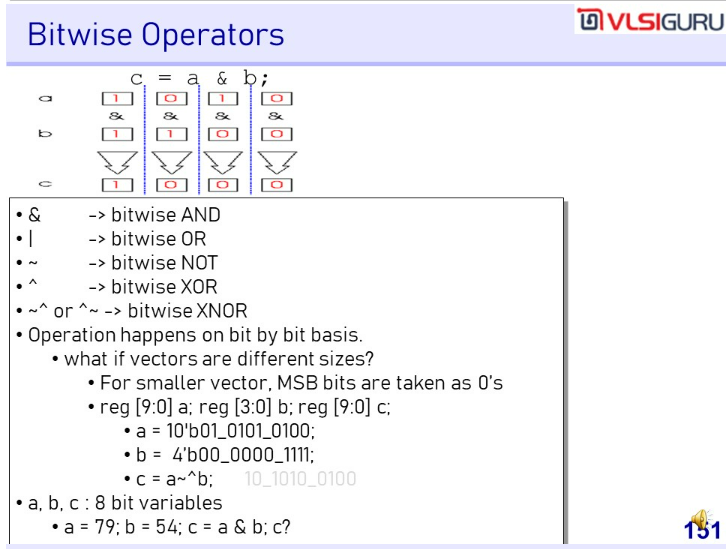 Bitwise Operators
VLSIGURU
c = a & b;
a 1 0 1 0
& & & &
b 1 1 0 0
c 1 0 0 0
• & -> bitwise AND
• | -> bitwise OR
• ~ -> bitwise NOT
• ^ -> bitwise XOR
• ~^ or ^~ -> bitwise XNOR
• Operation happens on bit by bit basis.
• what if vectors are different sizes?
• For smaller vector, MSB bits are taken as 0's
• reg [9:0] a; reg [3:0] b; reg [9:0] c;
• a = 10'b01_0101_0100;
• b = 4'b00_0000_1111;
• c = a~^b; 10_1010_0100
• a, b, c : 8 bit variables
• a = 79; b = 54; c = a & b; c?
151